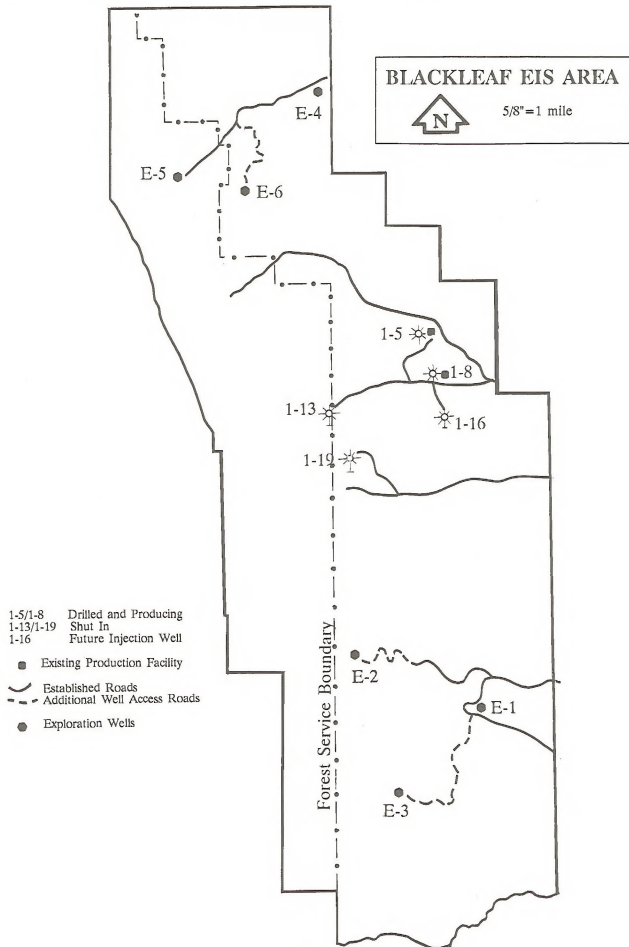 BLACKLEAF EIS AREA
N
5/8"=1 mile
E-4
E-5
E-6
1-5
1-8
1-13
1-16
1-19
1-5/1-8 Drilled and Producing
1-13/1-19 Shut In
1-16 Future Injection Well
Existing Production Facility
Established Roads
Additional Well Access Roads
Exploration Wells
Forest Service Boundary
E-2
E-1
E-3